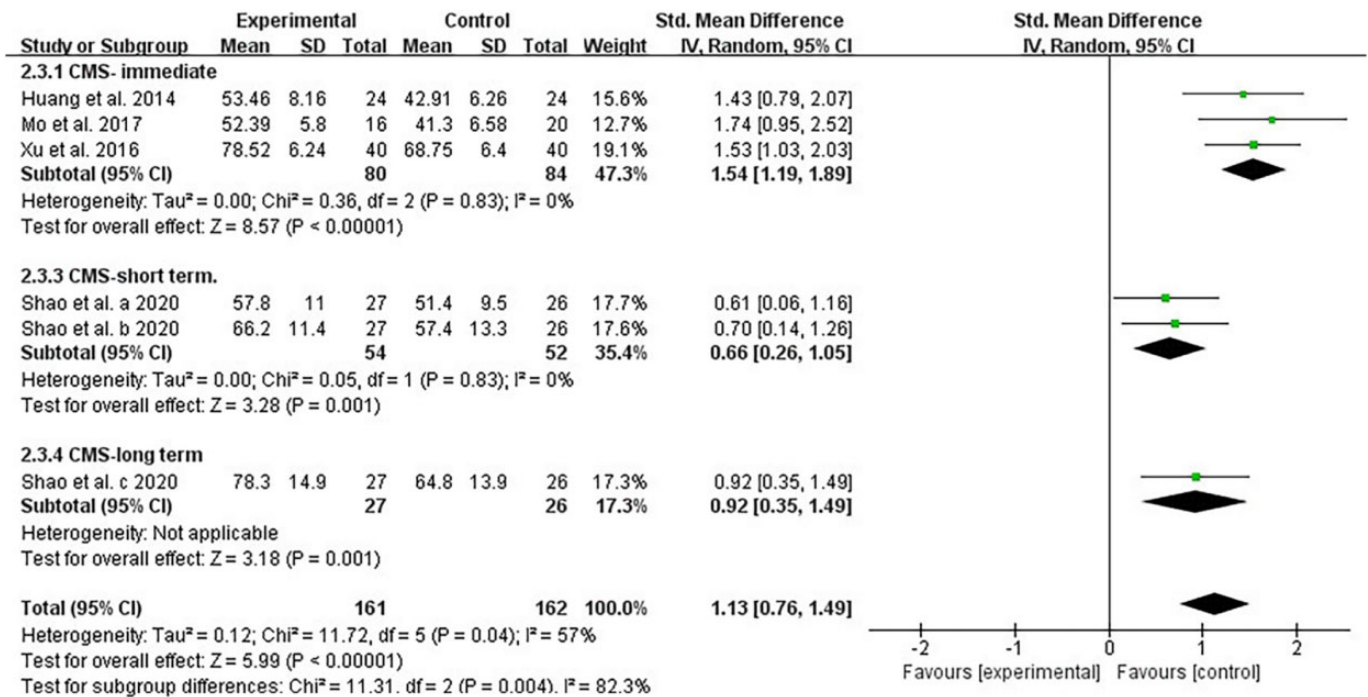 Experimental Control Std. Mean Difference Std. Mean Difference
Study or Subgroup Mean SD Total Mean SD Total Weight IV, Random, 95% CI IV, Random, 95% CI
2.3.1 CMS- immediate
Huang et al. 2014 53.46 8.16 24 42.91 6.26 24 15.6% 1.43 [0.79, 2.07]
Mo et al. 2017 52.39 5.8 16 41.3 6.58 20 12.7% 1.74 [0.95, 2.52]
Xu et al. 2016 78.52 6.24 40 68.75 6.4 40 19.1% 1.53 [1.03, 2.03]
Subtotal (95% CI) 80 84 47.3% 1.54 [1.19, 1.89]
Heterogeneity: Tau² = 0.00; Chi² = 0.36, df = 2 (P = 0.83); I² = 0%
Test for overall effect: Z = 8.57 (P < 0.00001)
2.3.3 CMS-short term.
Shao et al. a 2020 57.8 11 27 51.4 9.5 26 17.7% 0.61 [0.06, 1.16]
Shao et al. b 2020 66.2 11.4 27 57.4 13.3 26 17.6% 0.70 [0.14, 1.26]
Subtotal (95% CI) 54 52 35.4% 0.66 [0.26, 1.05]
Heterogeneity: Tau² = 0.00; Chi² = 0.05, df = 1 (P = 0.83); I² = 0%
Test for overall effect: Z = 3.28 (P = 0.001)
2.3.4 CMS-long term
Shao et al. c 2020 78.3 14.9 27 64.8 13.9 26 17.3% 0.92 [0.35, 1.49]
Subtotal (95% CI) 27 26 17.3% 0.92 [0.35, 1.49]
Heterogeneity: Not applicable
Test for overall effect: Z = 3.18 (P = 0.001)
Total (95% CI) 161 162 100.0% 1.13 [0.76, 1.49]
Heterogeneity: Tau² = 0.12; Chi² = 11.72, df = 5 (P = 0.04); I² = 57%
Test for overall effect: Z = 5.99 (P < 0.00001)
Test for subgroup differences: Chi² = 11.31. df = 2 (P = 0.004). I² = 82.3%
-2 -1 0 1 2
Favours [experimental] Favours [control]